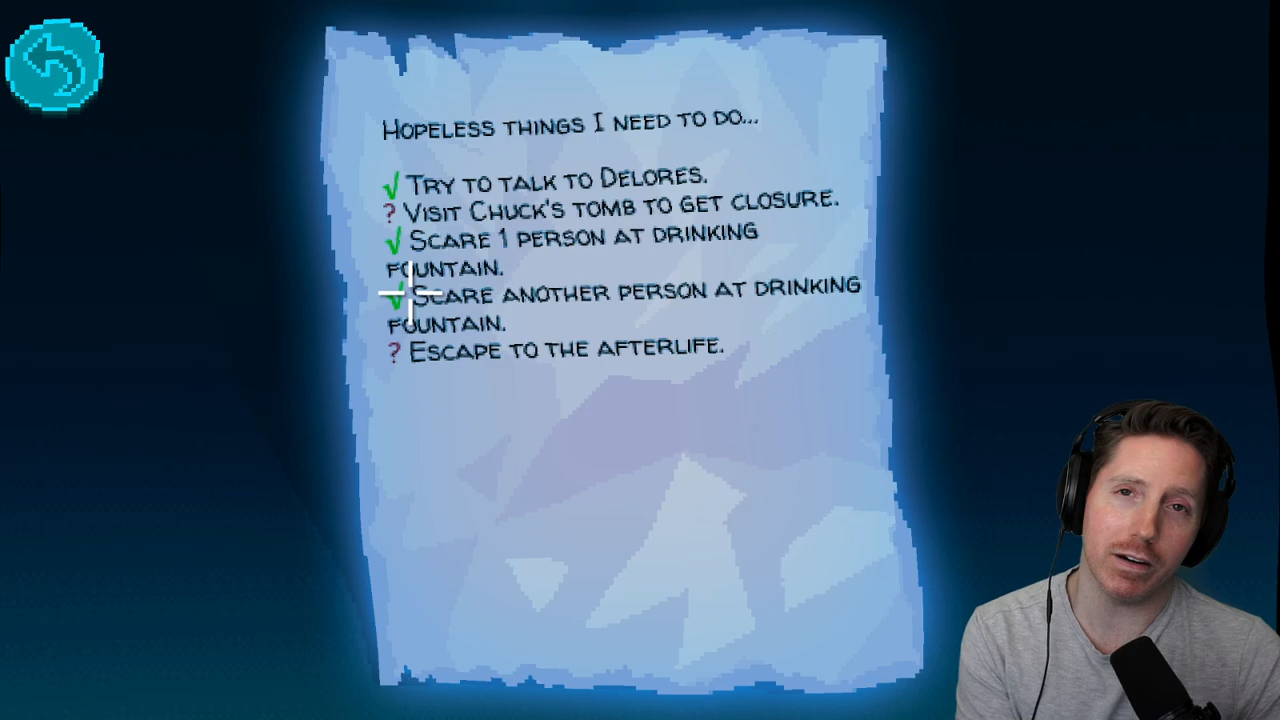 Hopeless things I need to do...
√ Try to talk to Delores.
? Visit Chuck's tomb to get closure.
√ Scare 1 person at drinking
fountain.
√ Scare another person at drinking
fountain.
? Escape to the afterlife.